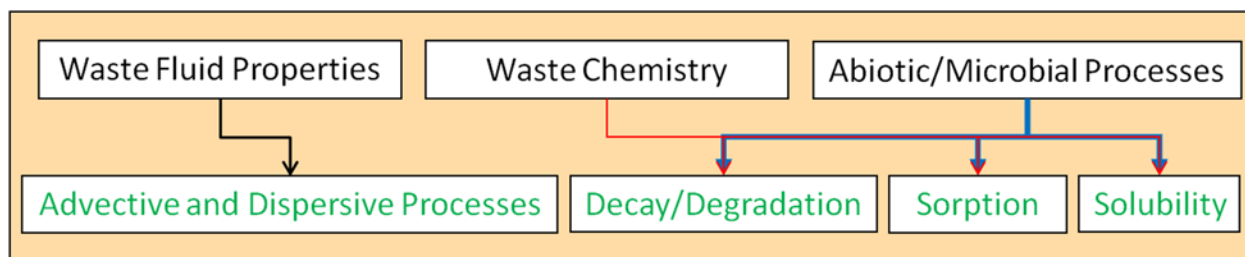 Waste Fluid Properties
Waste Chemistry
Abiotic/Microbial Processes
Advective and Dispersive Processes
Decay/Degradation
Sorption
Solubility